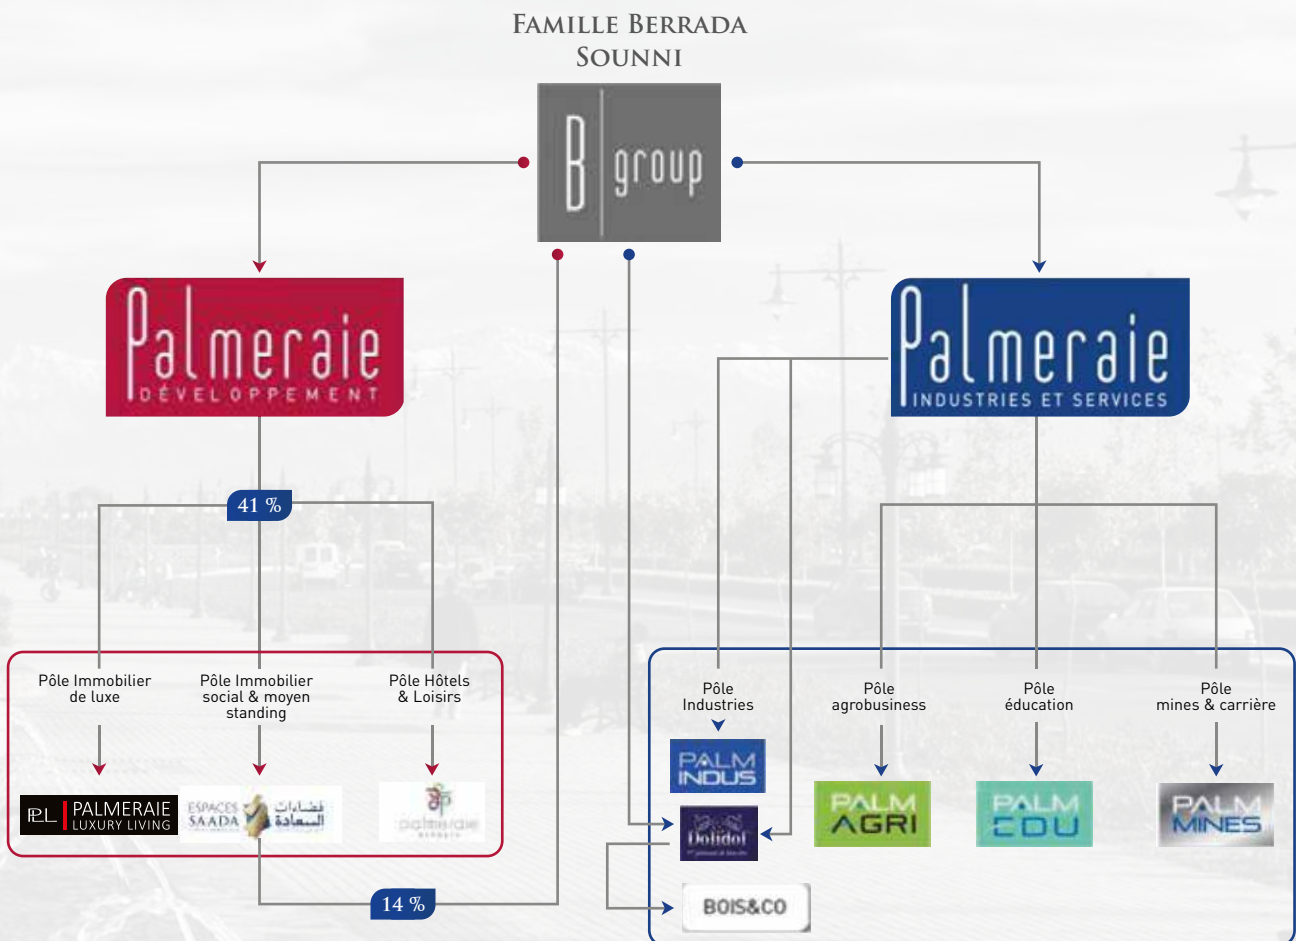 FAMILLE BERRADA
SOUNNI
B group
Palmeraie
DÉVELOPPEMENT
Palmeraie
INDUSTRIES ET SERVICES
41 %
Pôle Immobilier
de luxe
Pôle Immobilier
social & moyen
standing
Pôle Hôtels
& Loisirs
PL PALMERAIE
LUXURY LIVING
ESPACES
SAADA
فضاءات
السعادة
palmeraie
RESORTS
Pôle
Industries
Pôle
agrobusiness
Pôle
éducation
Pôle
mines & carrière
PALM
INDUS
Dolidol
PALM
AGRI
PALM
EDU
PALM
MINES
BOIS&CO
14 %